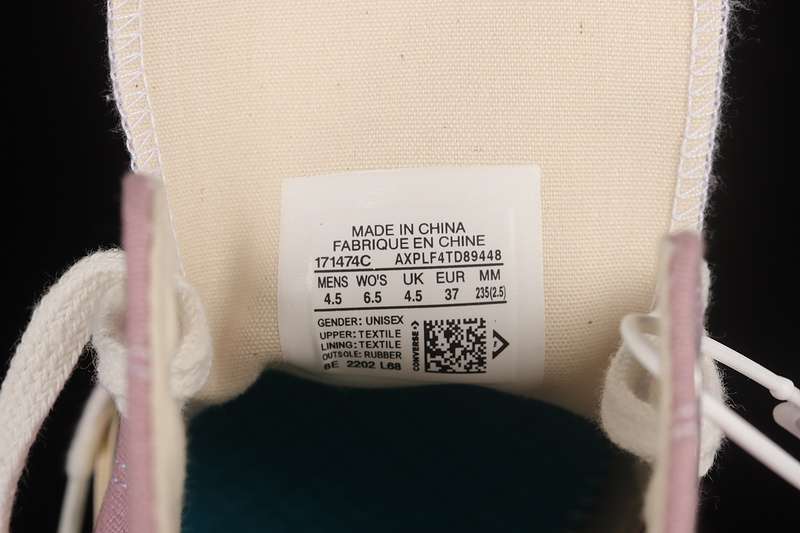 MADE IN CHINA
FABRIQUE EN CHINE
171474C AXPLF4TD89448
MENS WO'S UK EUR MM
4.5 6.5 4.5 37 235(2.5)
GENDER: UNISEX
UPPER: TEXTILE
LINING: TEXTILE
OUTSOLE: RUBBER
6E 2202 L68
CONVERSE